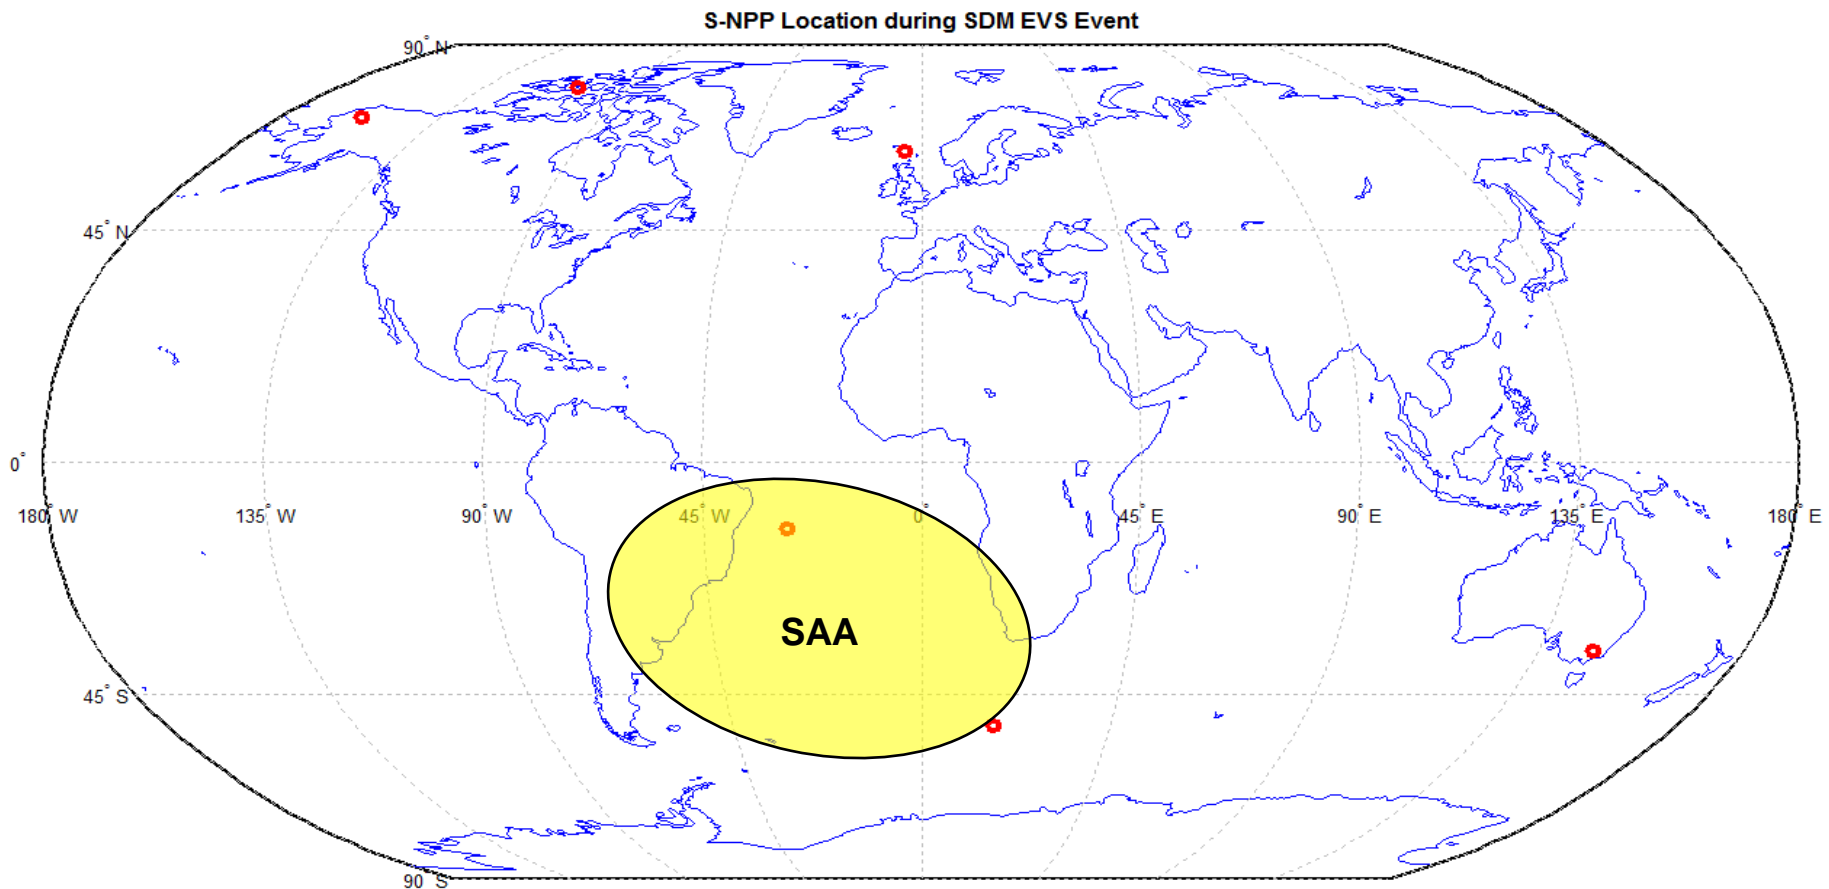 S-NPP Location during SDM EVS Event
90° N
45° N
0°
180° W 135° W 90° W 45° W 0° 45° E 90° E 135° E 180° E
SAA
45° S
90° S